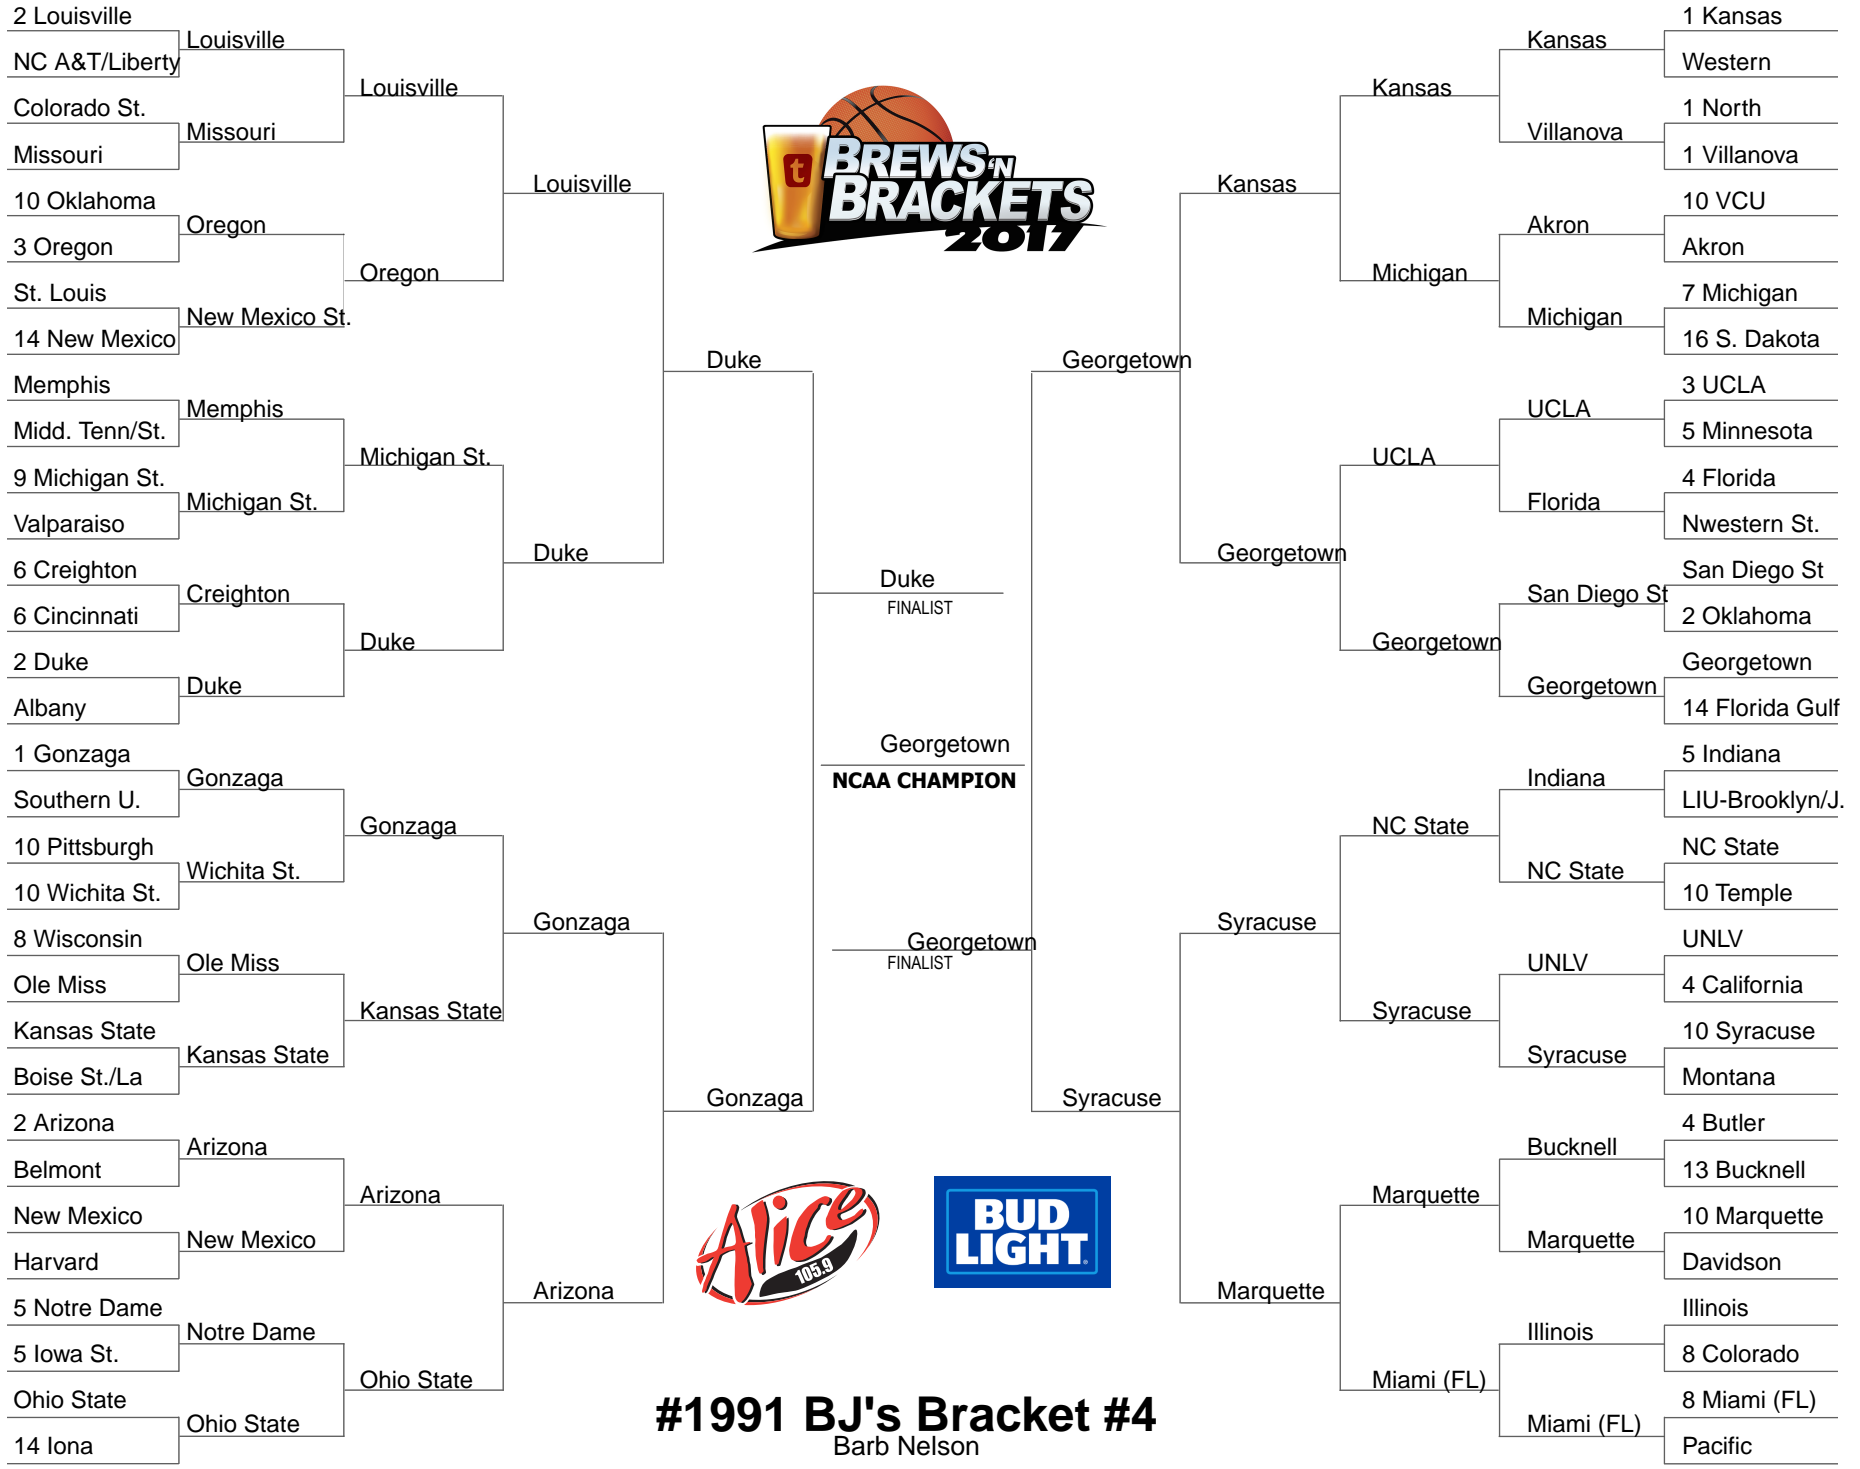 2 Louisville
NC A&T/Liberty
Colorado St.
Missouri
10 Oklahoma
3 Oregon
St. Louis
14 New Mexico
Memphis
Midd. Tenn/St.
9 Michigan St.
Valparaiso
6 Creighton
6 Cincinnati
2 Duke
Albany
1 Gonzaga
Southern U.
10 Pittsburgh
10 Wichita St.
8 Wisconsin
Ole Miss
Kansas State
Boise St./La
2 Arizona
Belmont
New Mexico
Harvard
5 Notre Dame
5 Iowa St.
Ohio State
14 Iona
Louisville
Missouri
Oregon
New Mexico St.
Memphis
Michigan St.
Creighton
Duke
Gonzaga
Wichita St.
Ole Miss
Kansas State
Arizona
New Mexico
Notre Dame
Ohio State
Louisville
Oregon
Michigan St.
Duke
Gonzaga
Kansas State
Arizona
Ohio State
Louisville
Duke
Gonzaga
Arizona
Duke
Gonzaga
t
BREWS 'N
BRACKETS
2017
Duke
FINALIST
Georgetown
NCAA CHAMPION
Georgetown
FINALIST
Alice
105.9
BUD
LIGHT
#1991 BJ's Bracket #4
Barb Nelson
Georgetown
Syracuse
Kansas
Georgetown
Syracuse
Marquette
Kansas
Michigan
UCLA
Georgetown
NC State
Syracuse
Marquette
Miami (FL)
Kansas
Villanova
Akron
Michigan
UCLA
Florida
San Diego St
Georgetown
Indiana
NC State
UNLV
Syracuse
Bucknell
Marquette
Illinois
Miami (FL)
1 Kansas
Western
1 North
1 Villanova
10 VCU
Akron
7 Michigan
16 S. Dakota
3 UCLA
5 Minnesota
4 Florida
Nwestern St.
San Diego St
2 Oklahoma
Georgetown
14 Florida Gulf
5 Indiana
LIU-Brooklyn/J.
NC State
10 Temple
UNLV
4 California
10 Syracuse
Montana
4 Butler
13 Bucknell
10 Marquette
Davidson
Illinois
8 Colorado
8 Miami (FL)
Pacific